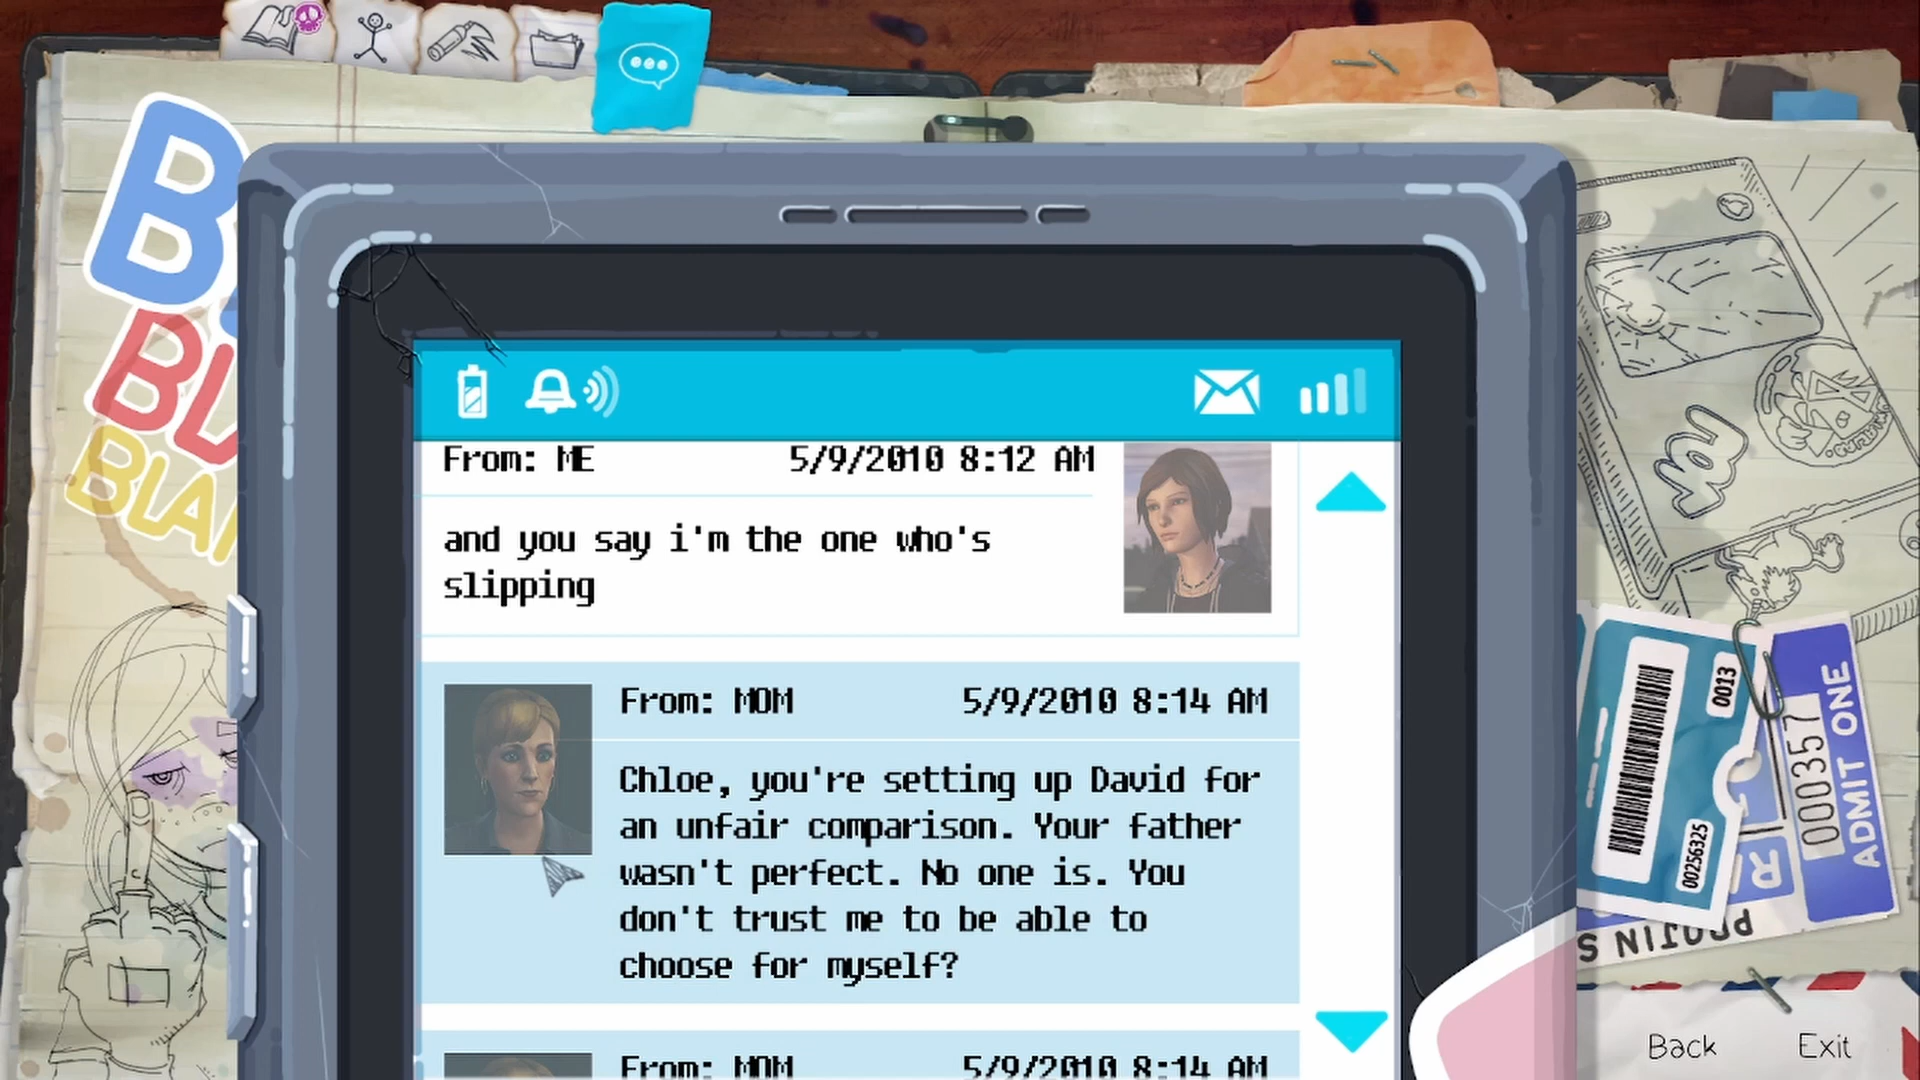 From: ME 5/9/2010 8:12 AM
and you say i'm the one who's
slipping
From: MOM 5/9/2010 8:14 AM
Chloe, you're setting up David for
an unfair comparison. Your father
wasn't perfect. No one is. You
don't trust me to be able to
choose for myself?
From: MOM 5/9/2010 8:14 AM
0013
00256325
000357
ADMIT ONE
Back Exit